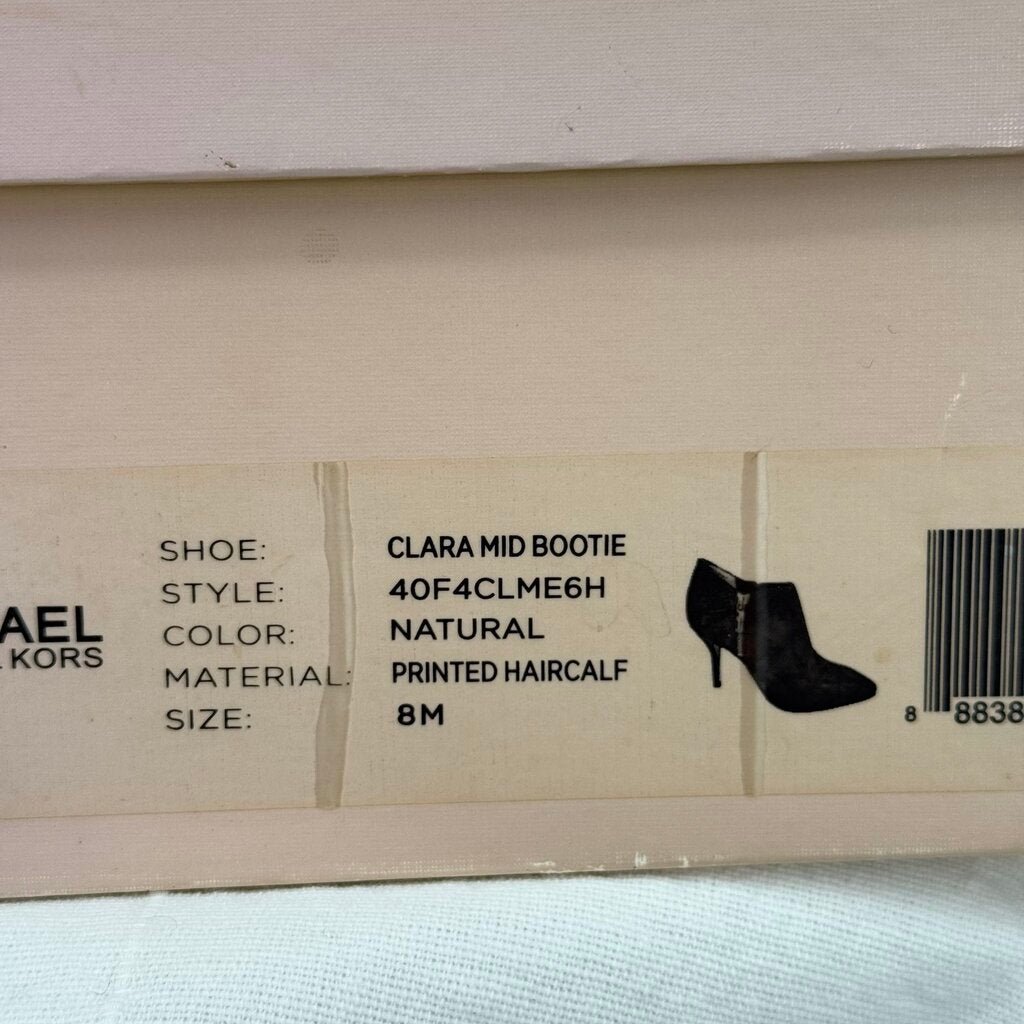 AEL
KORS
SHOE: CLARA MID BOOTIE
STYLE: 40F4CLME6H
COLOR: NATURAL
MATERIAL: PRINTED HAIRCALF
SIZE: 8M
8 8838